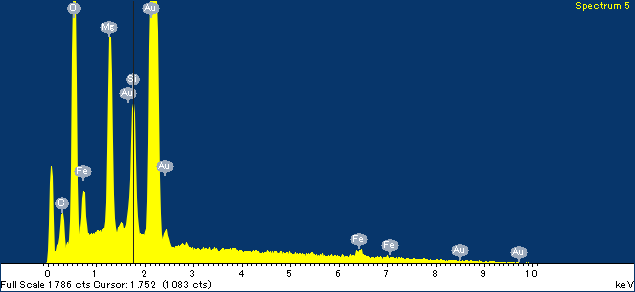 Spectrum 5
O Au
Mg
Si
Au
Au
Fe
O
Fe Fe Au Au
0 1 2 3 4 5 6 7 8 9 10
Full Scale 1786 cts Cursor: 1.752 (1083 cts) keV